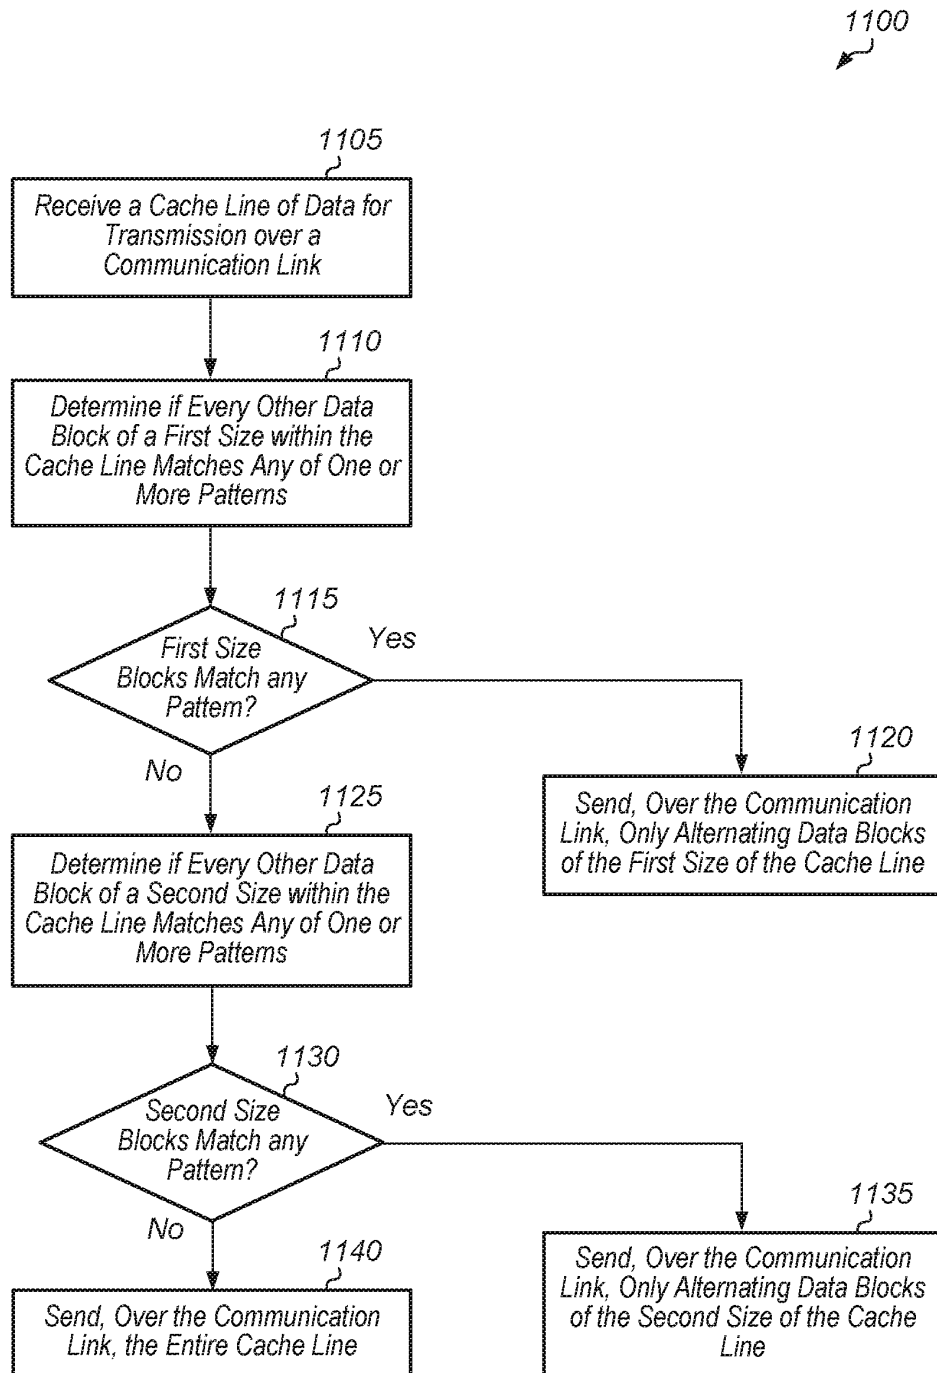 1100
1105
Receive a Cache Line of Data for
Transmission over a
Communication Link
1110
Determine if Every Other Data
Block of a First Size within the
Cache Line Matches Any of One or
More Patterns
1115
First Size
Blocks Match any
Pattern?
Yes
No
1120
Send, Over the Communication
Link, Only Alternating Data Blocks
of the First Size of the Cache Line
1125
Determine if Every Other Data
Block of a Second Size within the
Cache Line Matches Any of One or
More Patterns
1130
Second Size
Blocks Match any
Pattern?
Yes
No
1135
Send, Over the Communication
Link, Only Alternating Data Blocks
of the Second Size of the Cache
Line
1140
Send, Over the Communication
Link, the Entire Cache Line